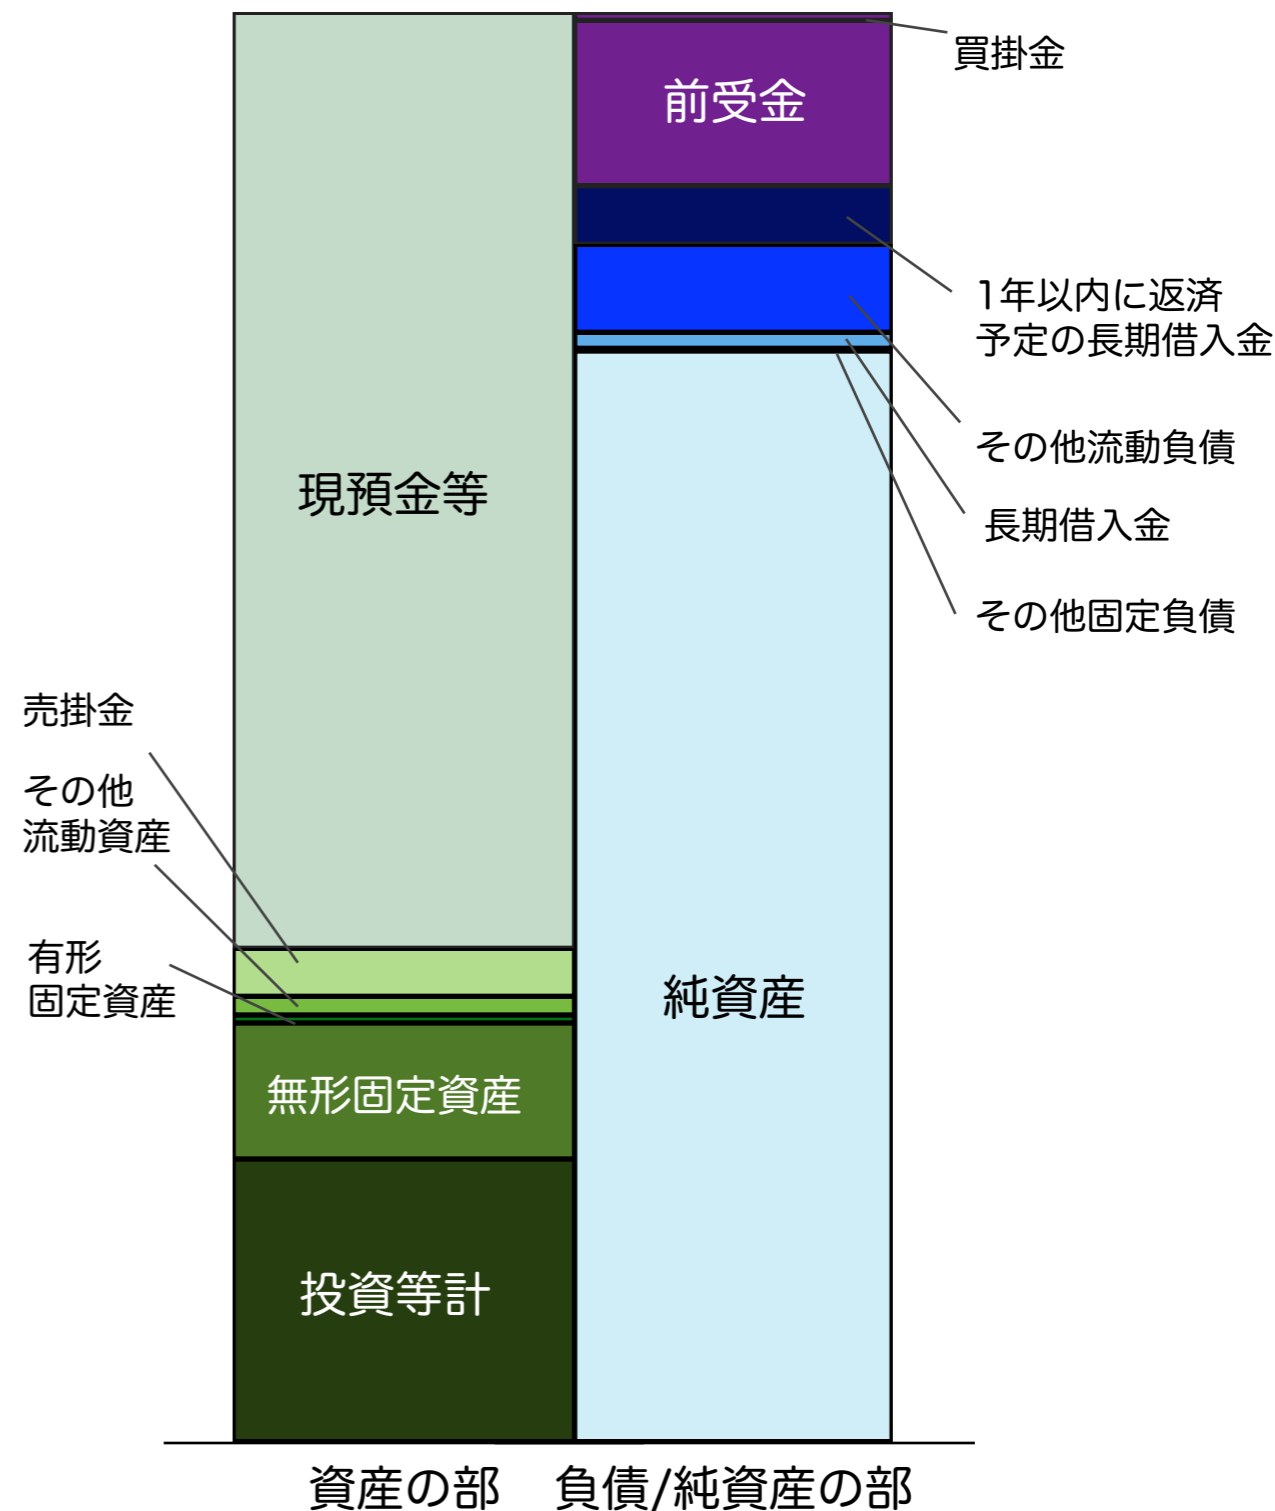 買掛金
前受金
1年以内に返済
予定の長期借入金
その他流動負債
現預金等
長期借入金
その他固定負債
売掛金
その他
流動資産
有形
固定資産
純資産
無形固定資産
投資等計
資産の部
負債/純資産の部